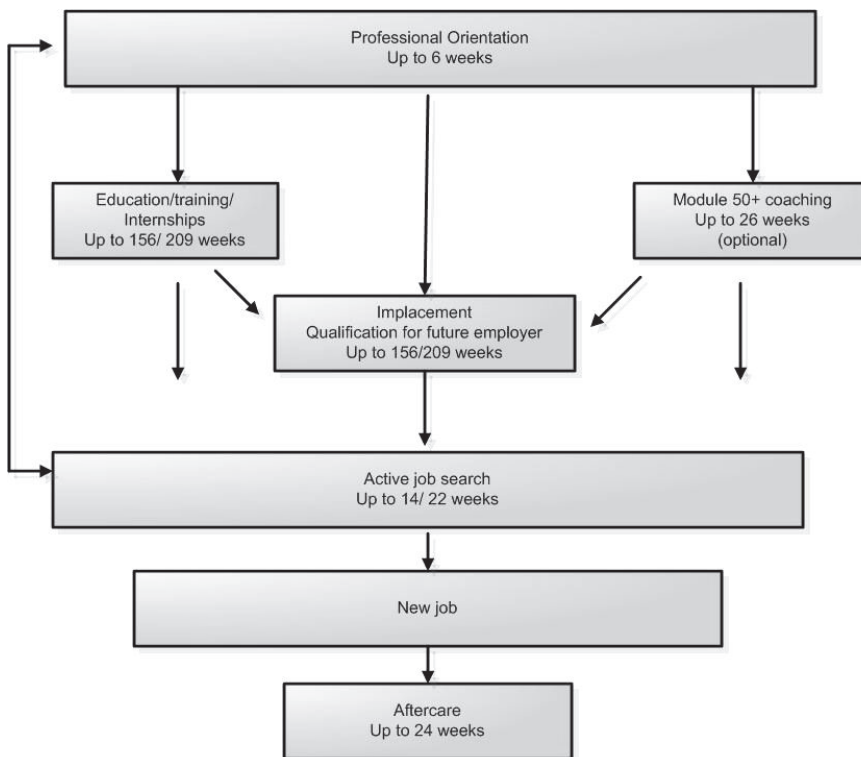 Professional Orientation
Up to 6 weeks
Education/training/
Internships
Up to 156/ 209 weeks
Module 50+ coaching
Up to 26 weeks
(optional)
Implacement
Qualification for future employer
Up to 156/209 weeks
Active job search
Up to 14/ 22 weeks
New job
Aftercare
Up to 24 weeks